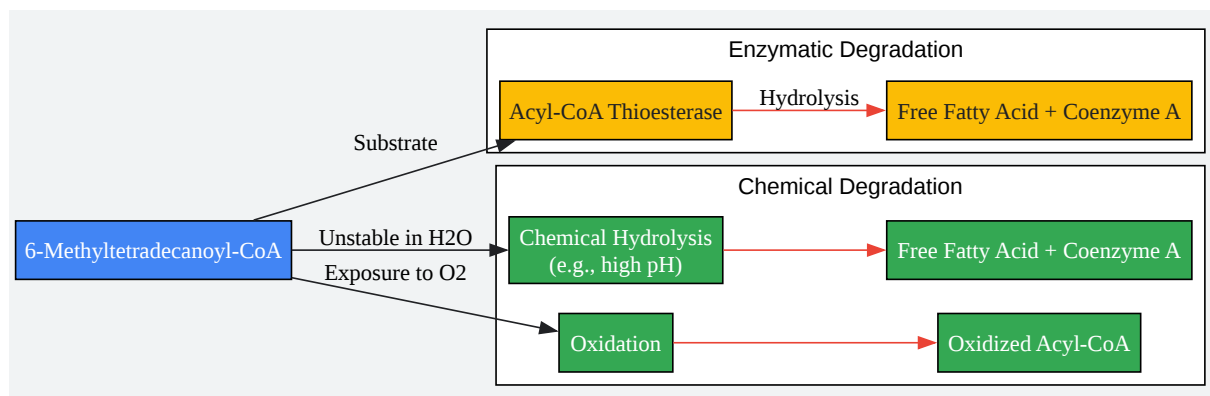 Enzymatic Degradation
Acyl-CoA Thioesterase
Hydrolysis
Free Fatty Acid + Coenzyme A
Substrate
Chemical Degradation
6-Methyltetradecanoyl-CoA
Unstable in H2O
Chemical Hydrolysis
(e.g., high pH)
Free Fatty Acid + Coenzyme A
Exposure to O2
Oxidation
Oxidized Acyl-CoA